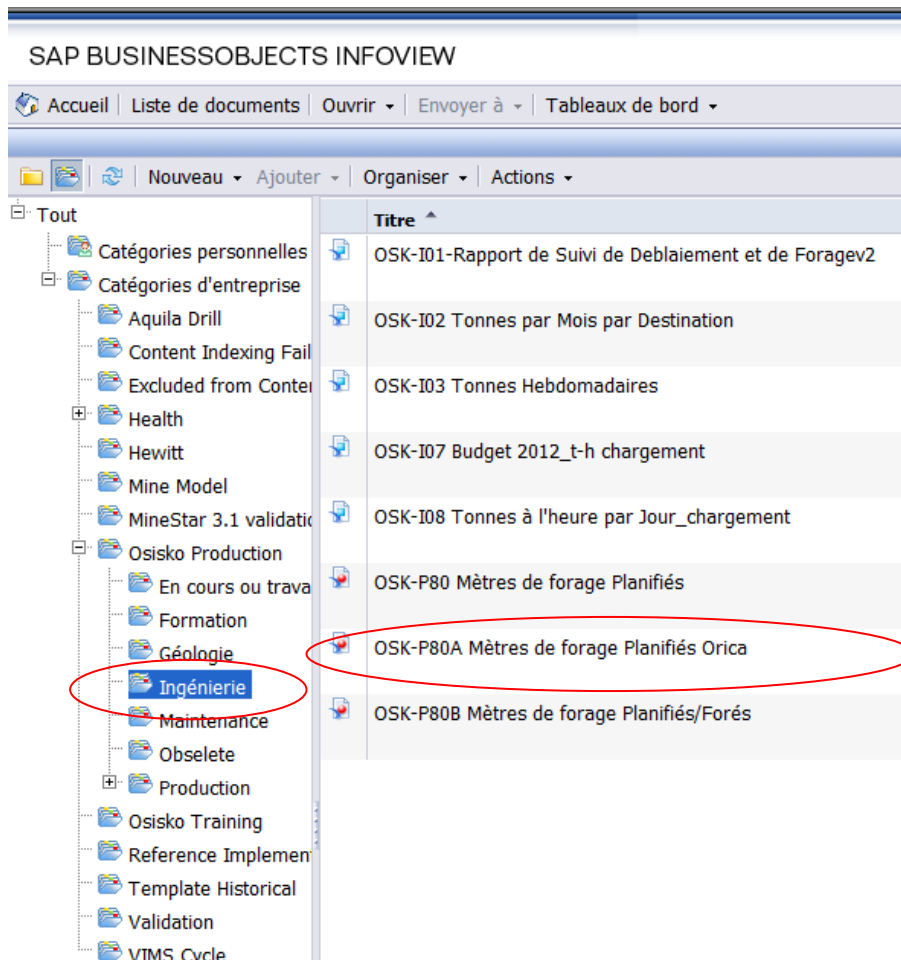 SAP BUSINESSOBJECTS INFOVIEW
Accueil Liste de documents Ouvrir Envoyer à Tableaux de bord
Nouveau Ajouter Organiser Actions
Tout
Catégories personnelles
Catégories d'entreprise
Aquila Drill
Content Indexing Fail
Excluded from Conter
Health
Hewitt
Mine Model
MineStar 3.1 validatio
Osisko Production
En cours ou trava
Formation
Géologie
Ingénierie
Maintenance
Obselete
Production
Osisko Training
Reference Implemen
Template Historical
Validation
VIMS Cycle
Titre
OSK-I01-Rapport de Suivi de Deblaiement et de Foragev2
OSK-I02 Tonnes par Mois par Destination
OSK-I03 Tonnes Hebdomadaires
OSK-I07 Budget 2012_t-h chargement
OSK-I08 Tonnes à l'heure par Jour_chargement
OSK-P80 Mètres de forage Planifiés
OSK-P80A Mètres de forage Planifiés Orica
OSK-P80B Mètres de forage Planifiés/Forés